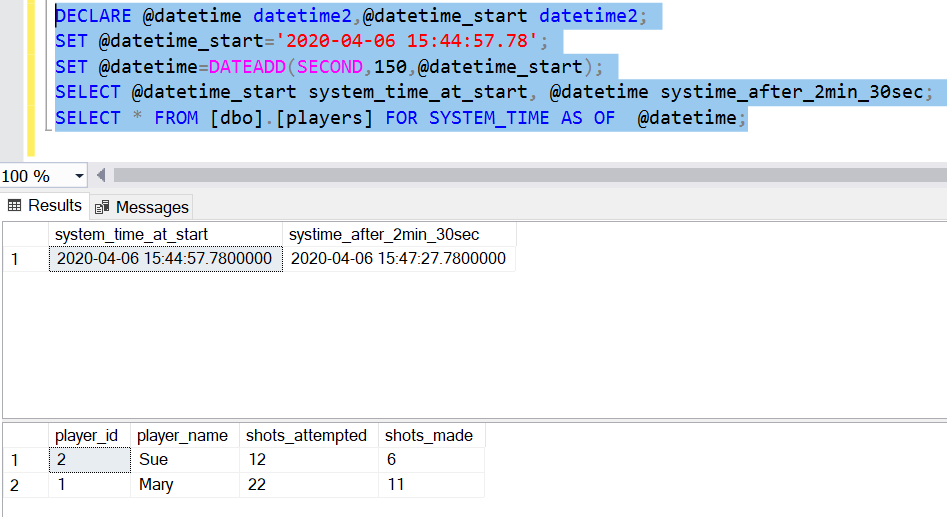 DECLARE @datetime datetime2,@datetime_start datetime2;
SET @datetime_start='2020-04-06 15:44:57.78';
SET @datetime=DATEADD(SECOND,150,@datetime_start);
SELECT @datetime_start system_time_at_start, @datetime systime_after_2min_30sec;
SELECT * FROM [dbo].[players] FOR SYSTEM_TIME AS OF  @datetime;
100 %
Results Messages
system_time_at_start systime_after_2min_30sec
1 2020-04-06 15:44:57.7800000 2020-04-06 15:47:27.7800000
player_id player_name shots_attempted shots_made
1 2 Sue 12 6
2 1 Mary 22 11